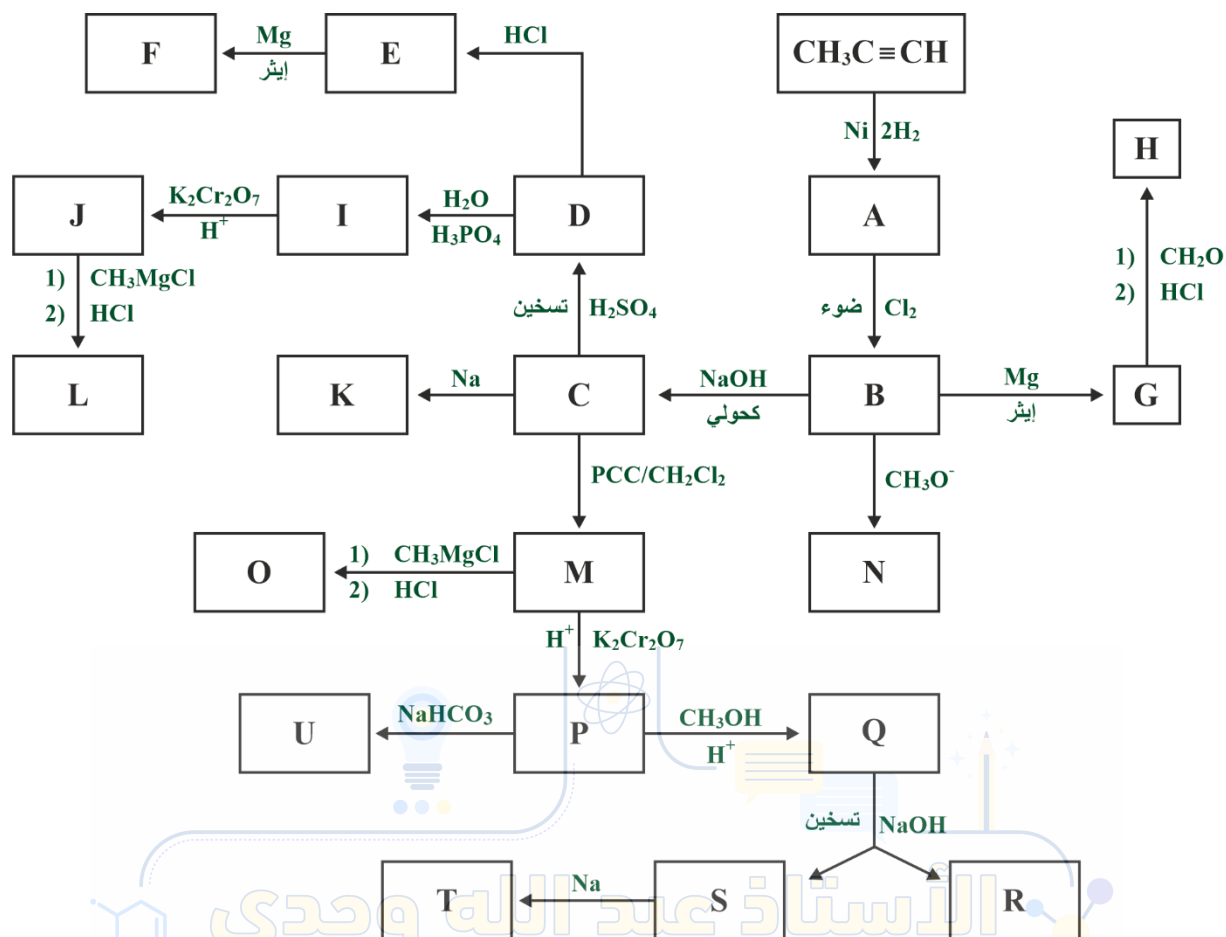 F
Mg
إيثر
E
HCl
CH₃C≡CH
Ni 2H₂
H
J
K₂Cr₂O₇
H⁺
I
H₂O
H₃PO₄
D
A
1) CH₃MgCl
2) HCl
تسخين H₂SO₄
ضوء Cl₂
1) CH₂O
2) HCl
L
K
Na
C
NaOH
كحولي
B
Mg
إيثر
G
PCC/CH₂Cl₂
CH₃O⁻
O
1) CH₃MgCl
2) HCl
M
N
H⁺ K₂Cr₂O₇
U
NaHCO₃
P
CH₃OH
H⁺
Q
تسخين NaOH
T
Na
S
R
الأستاذ عبد الله وحدى